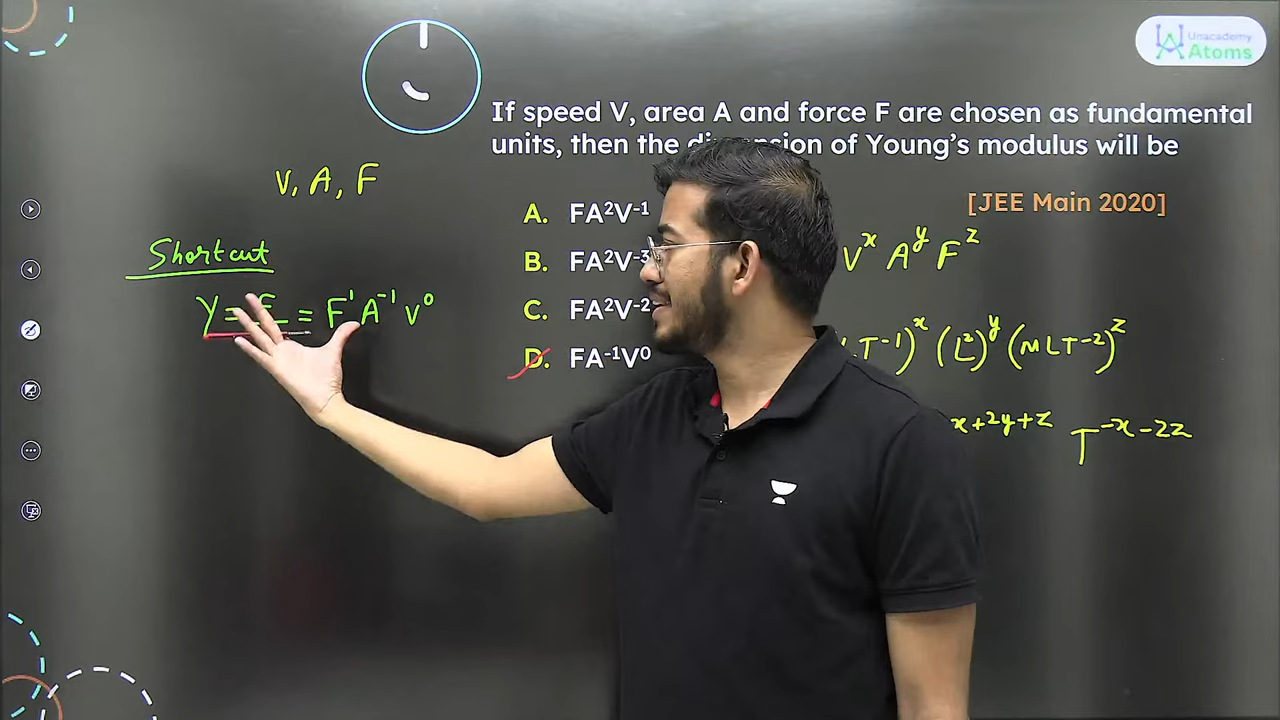 Unacademy
Atoms
If speed V, area A and force F are chosen as fundamental
units, then the of Young's modulus will be
[JEE Main 2020]
A. FA²V⁻¹
B. FA²V⁻³
C. FA²V⁻²
D. FA⁻¹V⁰
V, A, F
Shortcut
Y = = F¹A⁻¹V⁰
Vˣ Aʸ Fᶻ
T⁻¹)ˣ (L²)ʸ (MLT⁻²)ᶻ
x+2y+z T⁻ˣ⁻²ᶻ